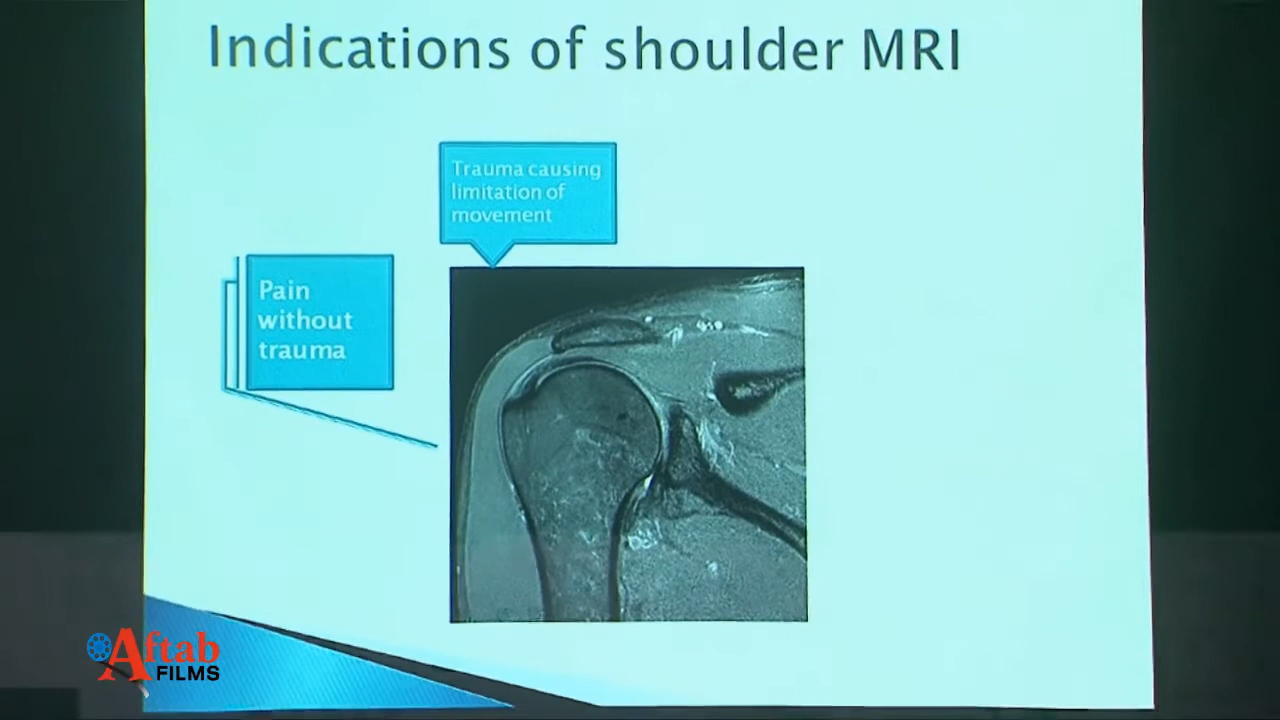 Indications of shoulder MRI
Trauma causing
limitation of
movement
Pain
without
trauma
Aftab
FILMS